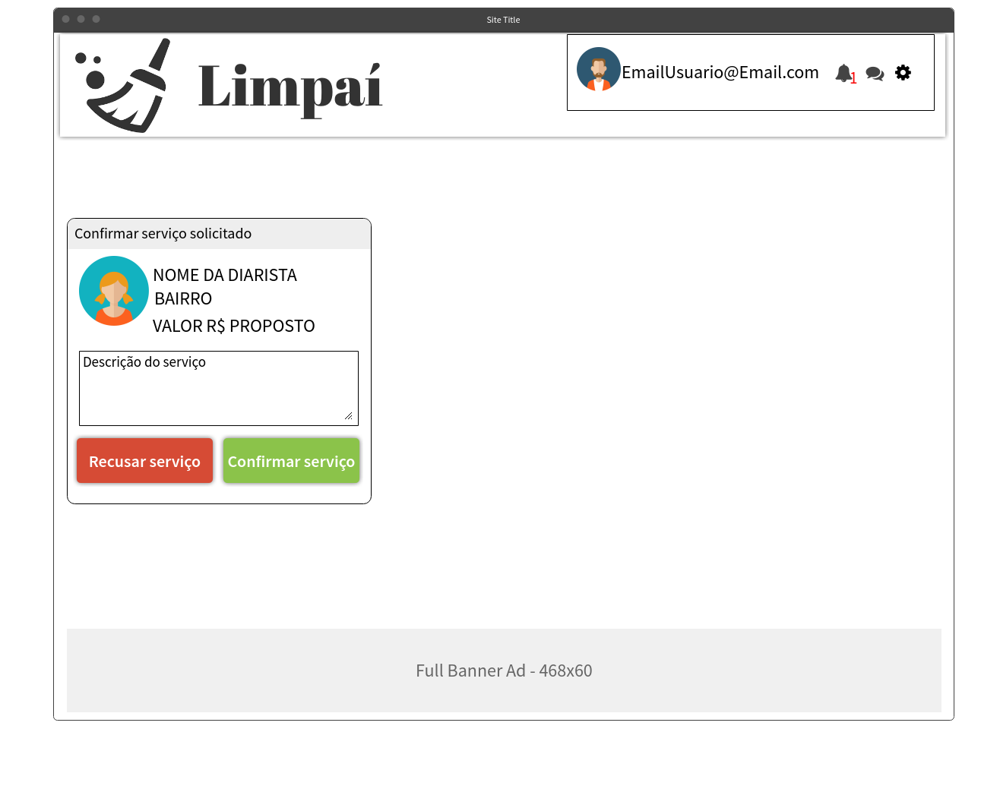 Site Title
Limpaí
EmailUsuario@Email.com
1
Confirmar serviço solicitado
NOME DA DIARISTA
BAIRRO
VALOR R$ PROPOSTO
Descrição do serviço
Recusar serviço
Confirmar serviço
Full Banner Ad - 468x60